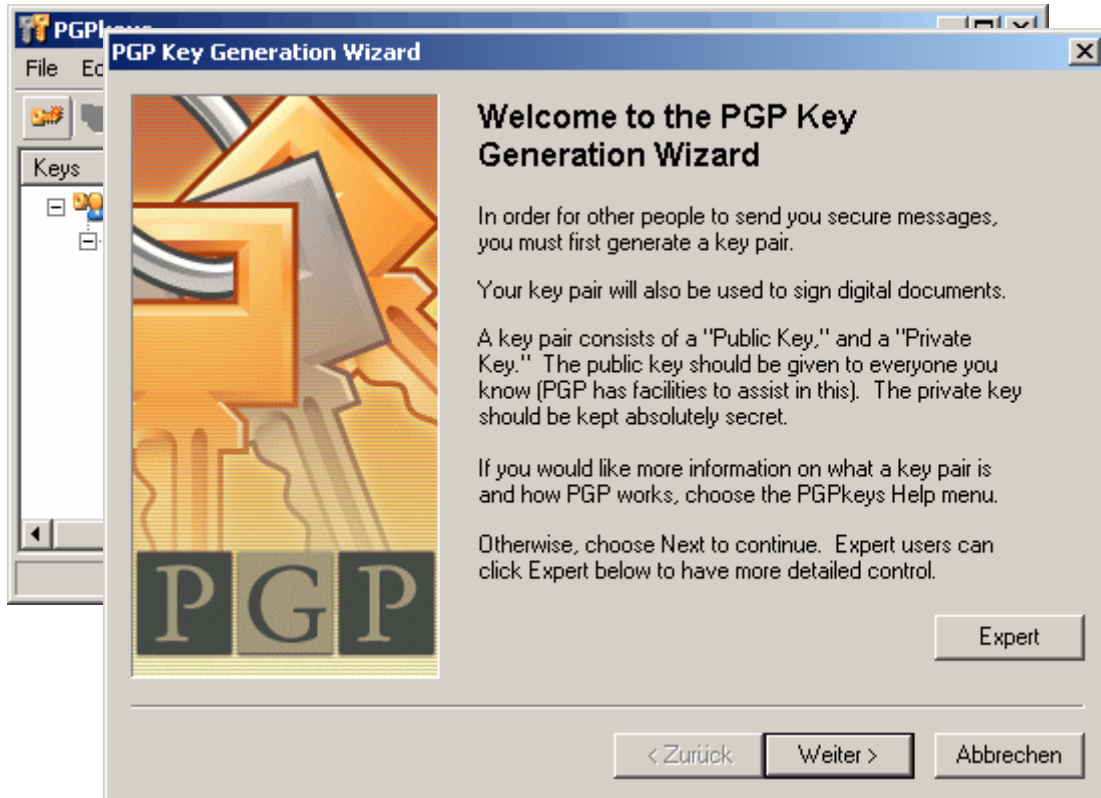 PGPkeys
PGP Key Generation Wizard
File
Keys
Welcome to the PGP Key
Generation Wizard
In order for other people to send you secure messages,
you must first generate a key pair.
Your key pair will also be used to sign digital documents.
A key pair consists of a "Public Key," and a "Private
Key." The public key should be given to everyone you
know (PGP has facilities to assist in this). The private key
should be kept absolutely secret.
If you would like more information on what a key pair is
and how PGP works, choose the PGPkeys Help menu.
Otherwise, choose Next to continue. Expert users can
click Expert below to have more detailed control.
PGP
Expert
< Zurück
Weiter >
Abbrechen